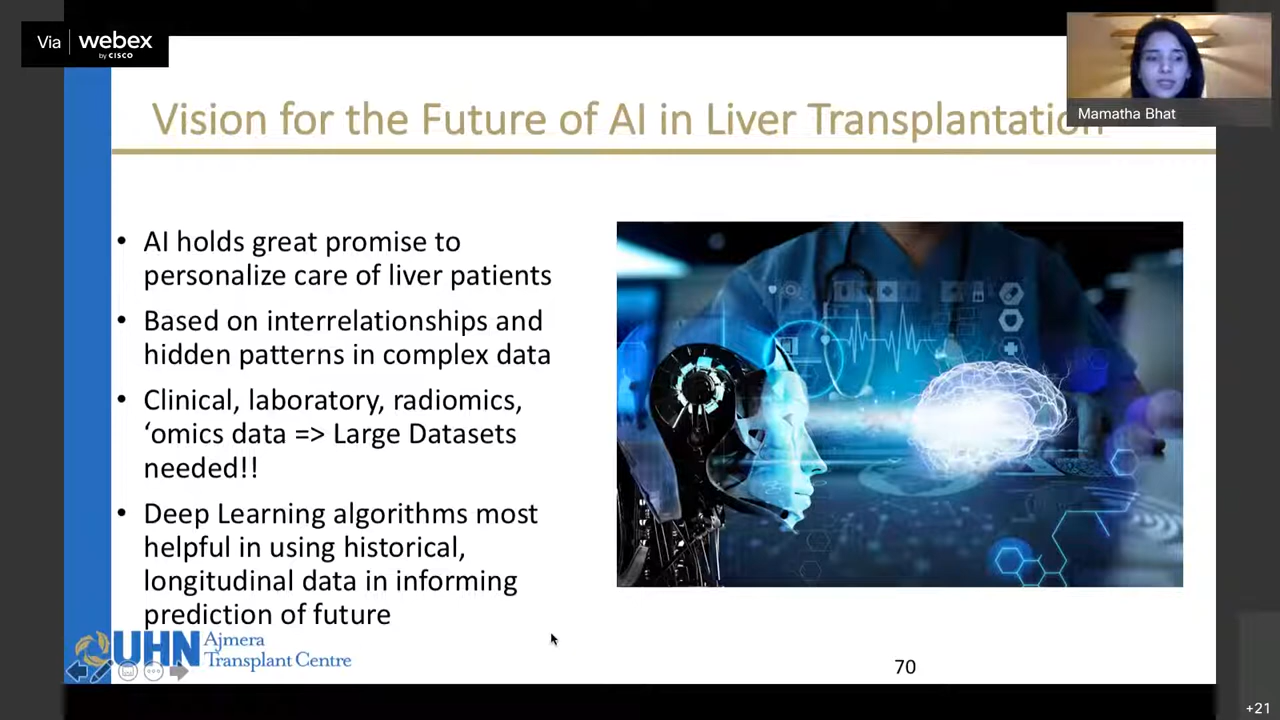 Via webex
by CISCO
Mamatha Bhat
Vision for the Future of AI in Liver Transplantation
• AI holds great promise to
personalize care of liver patients
• Based on interrelationships and
hidden patterns in complex data
• Clinical, laboratory, radiomics,
‘omics data => Large Datasets
needed!!
• Deep Learning algorithms most
helpful in using historical,
longitudinal data in informing
prediction of future
UHN Ajmera
Transplant Centre
70
+21